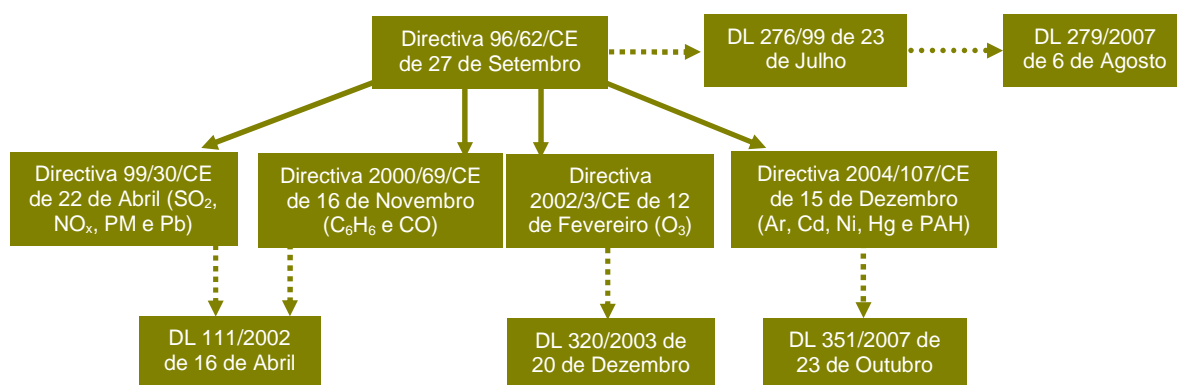 Directiva 96/62/CE
de 27 de Setembro
DL 276/99 de 23
de Julho
DL 279/2007
de 6 de Agosto
Directiva 99/30/CE
de 22 de Abril (SO₂,
NOₓ, PM e Pb)
Directiva 2000/69/CE
de 16 de Novembro
(C₆H₆ e CO)
Directiva
2002/3/CE de 12
de Fevereiro (O₃)
Directiva 2004/107/CE
de 15 de Dezembro
(Ar, Cd, Ni, Hg e PAH)
DL 111/2002
de 16 de Abril
DL 320/2003 de
20 de Dezembro
DL 351/2007 de
23 de Outubro